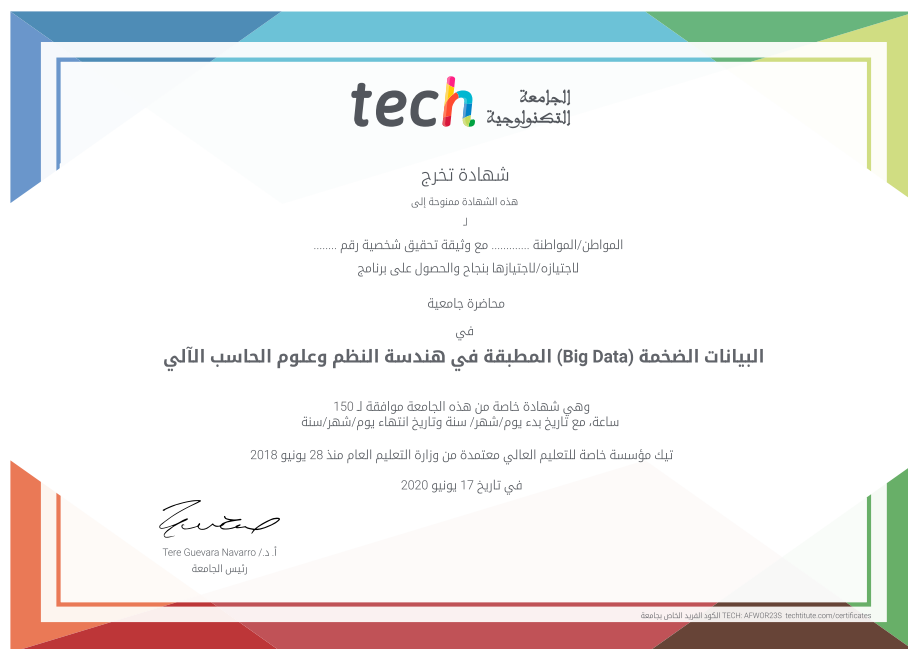 tech
الجامعة
التكنولوجية
شهادة تخرج
هذه الشهادة ممنوحة إلى
لـ
المواطن/المواطنة ............. مع وثيقة تحقيق شخصية رقم ........
لاجتيازه/لاجتيازها بنجاح والحصول على برنامج
محاضرة جامعية
في
البيانات الضخمة (Big Data) المطبقة في هندسة النظم وعلوم الحاسب الآلي
وهي شهادة خاصة من هذه الجامعة موافقة لـ 150
ساعة، مع تاريخ بدء يوم/شهر/ سنة وتاريخ انتهاء يوم/شهر/سنة
تيك مؤسسة خاصة للتعليم العالي معتمدة من وزارة التعليم العام منذ 28 يونيو 2018
في تاريخ 17 يونيو 2020
أ. د./ Tere Guevara Navarro
رئيس الجامعة
الكود الفريد الخاص بجامعة TECH: AFWOR23S techtitute.com/certificates